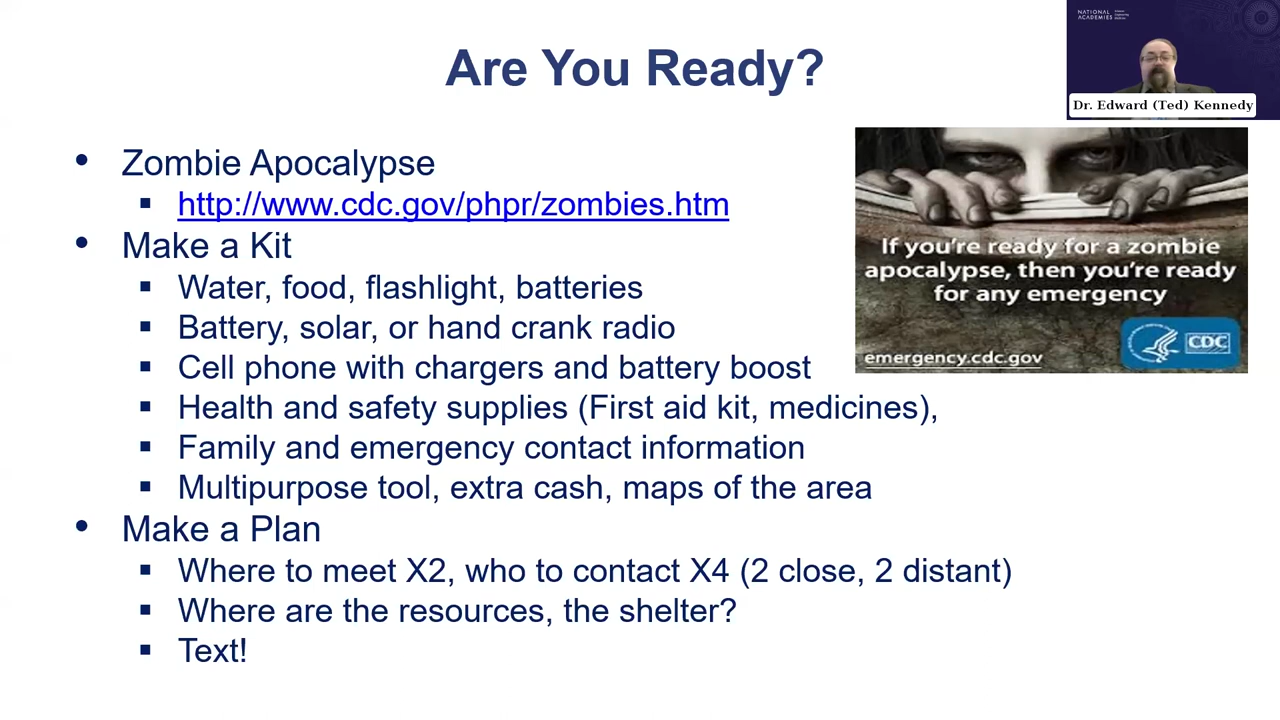 Are You Ready?
NATIONAL
ACADEMIES
Dr. Edward (Ted) Kennedy
• Zombie Apocalypse
▪ http://www.cdc.gov/phpr/zombies.htm
• Make a Kit
▪ Water, food, flashlight, batteries
▪ Battery, solar, or hand crank radio
▪ Cell phone with chargers and battery boost
▪ Health and safety supplies (First aid kit, medicines),
▪ Family and emergency contact information
▪ Multipurpose tool, extra cash, maps of the area
• Make a Plan
▪ Where to meet X2, who to contact X4 (2 close, 2 distant)
▪ Where are the resources, the shelter?
▪ Text!
If you're ready for a zombie
apocalypse, then you're ready
for any emergency
CDC
emergency.cdc.gov